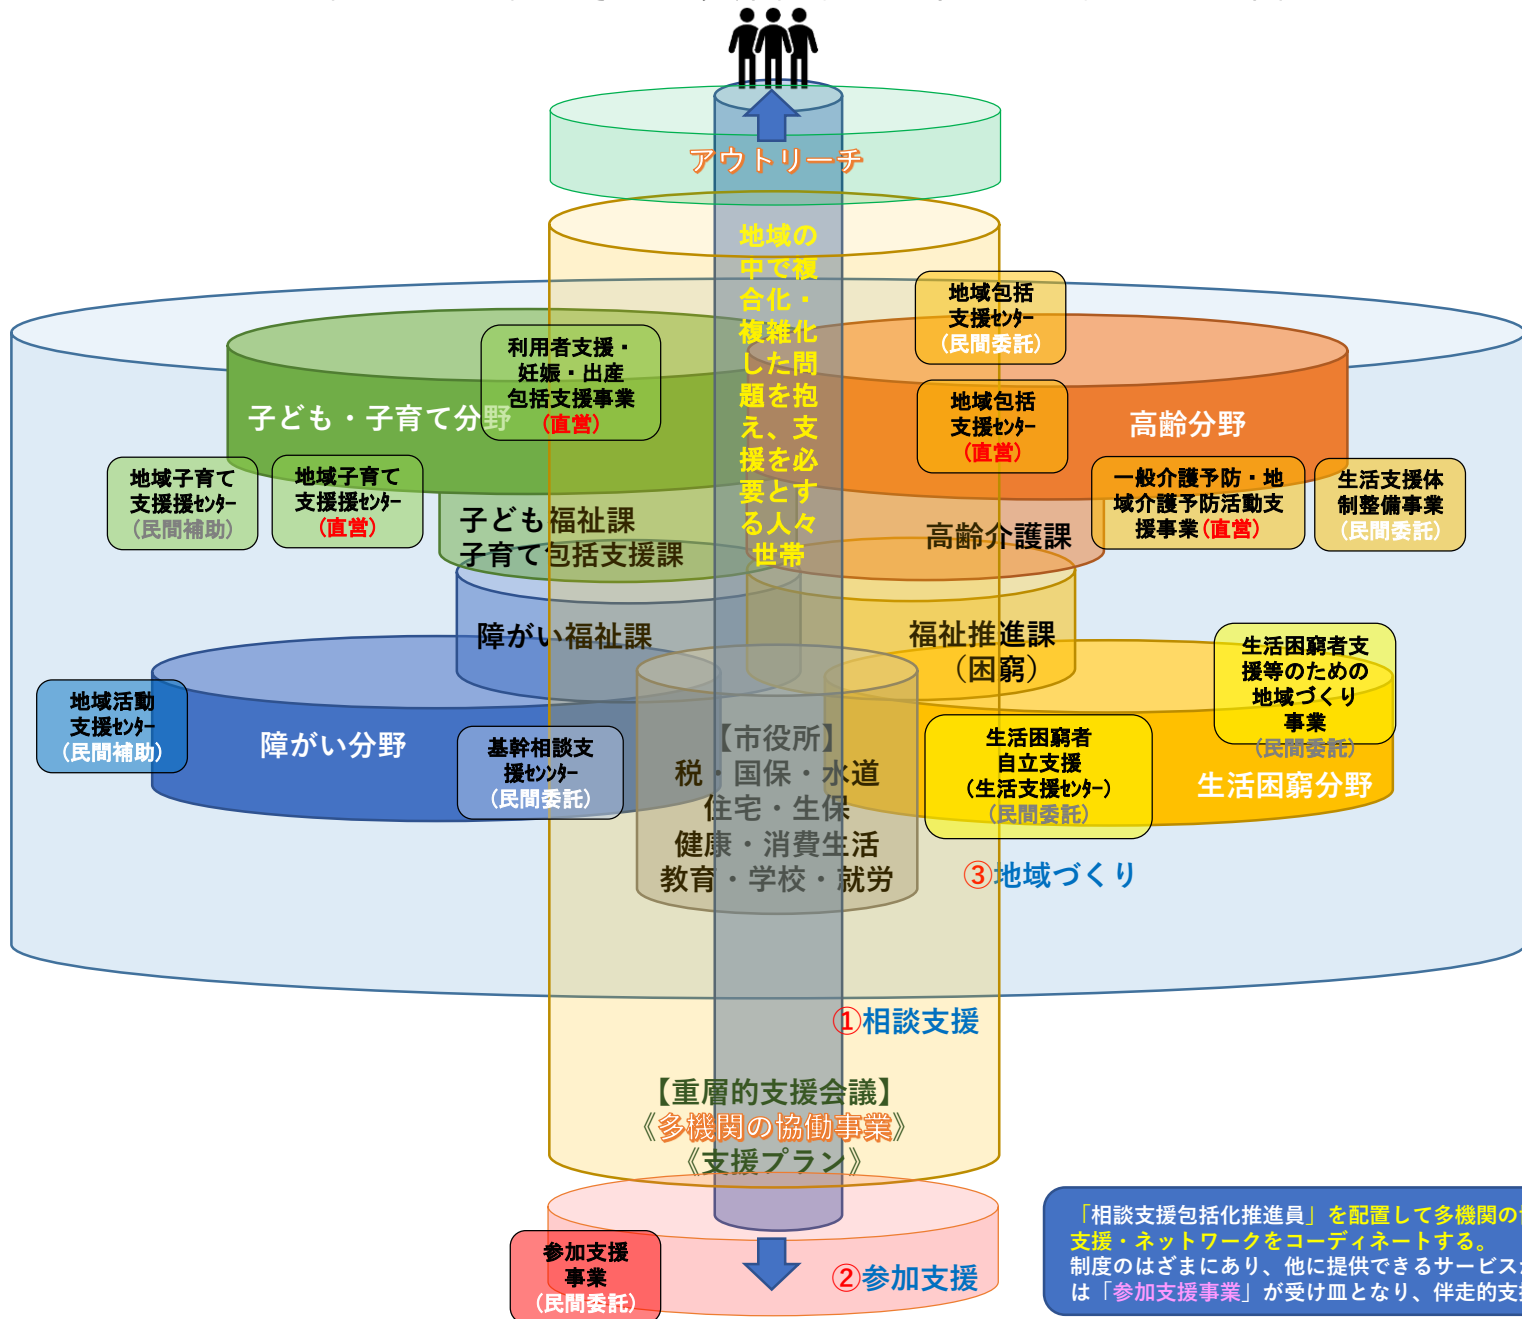 アウトリーチ
地域の
中で複
合化・
複雑化
した問
題を抱
え、支
援を必
要とす
る人々
世帯
利用者支援・
妊娠・出産
包括支援事業
(直営)
子ども・子育て分野
地域子育て
支援援ｾﾝﾀｰ
(民間補助)
地域子育て
支援援ｾﾝﾀｰ
(直営)
子ども福祉課
子育て包括支援課
地域包括
支援ｾﾝﾀｰ
(民間委託)
地域包括
支援ｾﾝﾀｰ
(直営)
高齢分野
一般介護予防・地
域介護予防活動支
援事業(直営)
生活支援体
制整備事業
(民間委託)
高齢介護課
障がい福祉課
福祉推進課
（困窮）
地域活動
支援ｾﾝﾀｰ
(民間補助)
障がい分野
基幹相談支
援センﾝﾀｰ
(民間委託)
【市役所】
税・国保・水道
住宅・生保
健康・消費生活
教育・学校・就労
生活困窮者
自立支援
(生活支援ｾﾝﾀｰ)
(民間委託)
生活困窮者支
援等のための
地域づくり
事業
(民間委託)
生活困窮分野
③地域づくり
①相談支援
【重層的支援会議】
《多機関の協働事業》
《支援プラン》
参加支援
事業
(民間委託)
②参加支援
「相談支援包括化推進員」を配置して多機関の
支援・ネットワークをコーディネートする。
制度のはざまにあり、他に提供できるサービス
は「参加支援事業」が受け皿となり、伴走的支